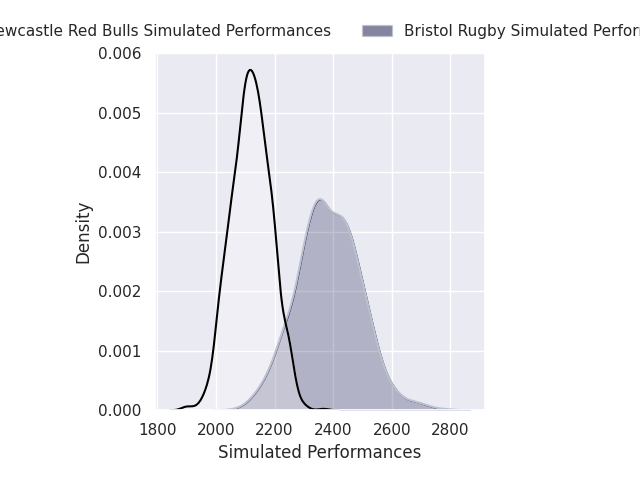 ewcastle Red Bulls Simulated Performances
Bristol Rugby Simulated
0.006
0.005
0.004
0.003
0.002
0.001
0.000
Density
1800 2000 2200 2400 2600 2800
Simulated Performances